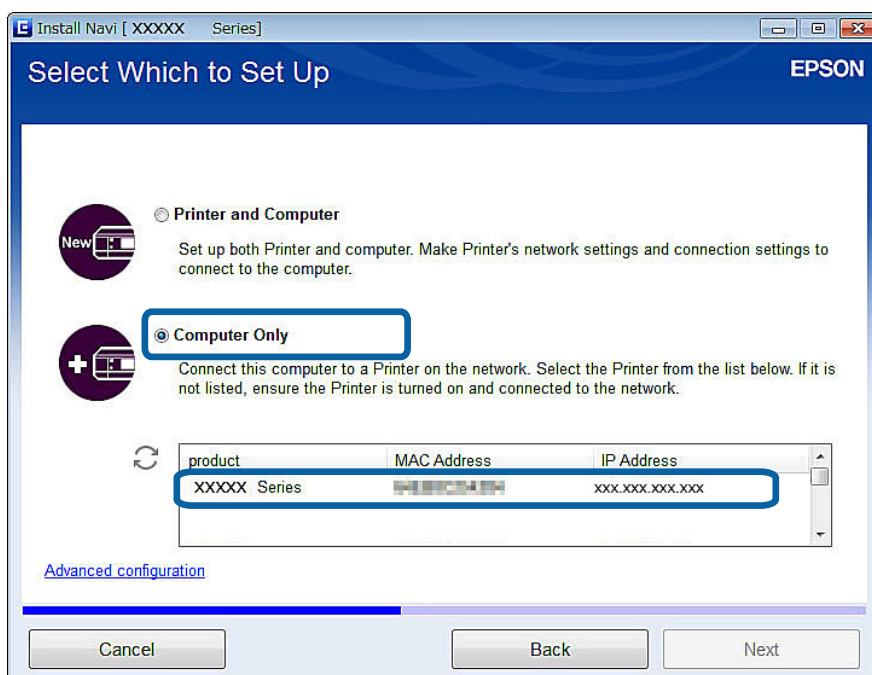 Install Navi [ XXXXX Series]
Select Which to Set Up
EPSON
New
Printer and Computer
Set up both Printer and computer. Make Printer's network settings and connection settings to
connect to the computer.
Computer Only
Connect this computer to a Printer on the network. Select the Printer from the list below. If it is
not listed, ensure the Printer is turned on and connected to the network.
product MAC Address IP Address
XXXXX Series xxx.xxx.xxx.xxx
Advanced configuration
Cancel Back Next